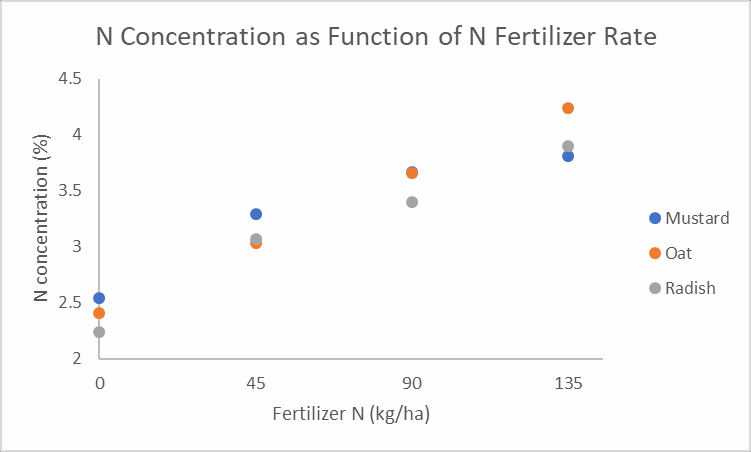 N Concentration as Function of N Fertilizer Rate
4.5
4
3.5
3
2.5
2
N concentration (%)
0 45 90 135
Fertilizer N (kg/ha)
Mustard
Oat
Radish